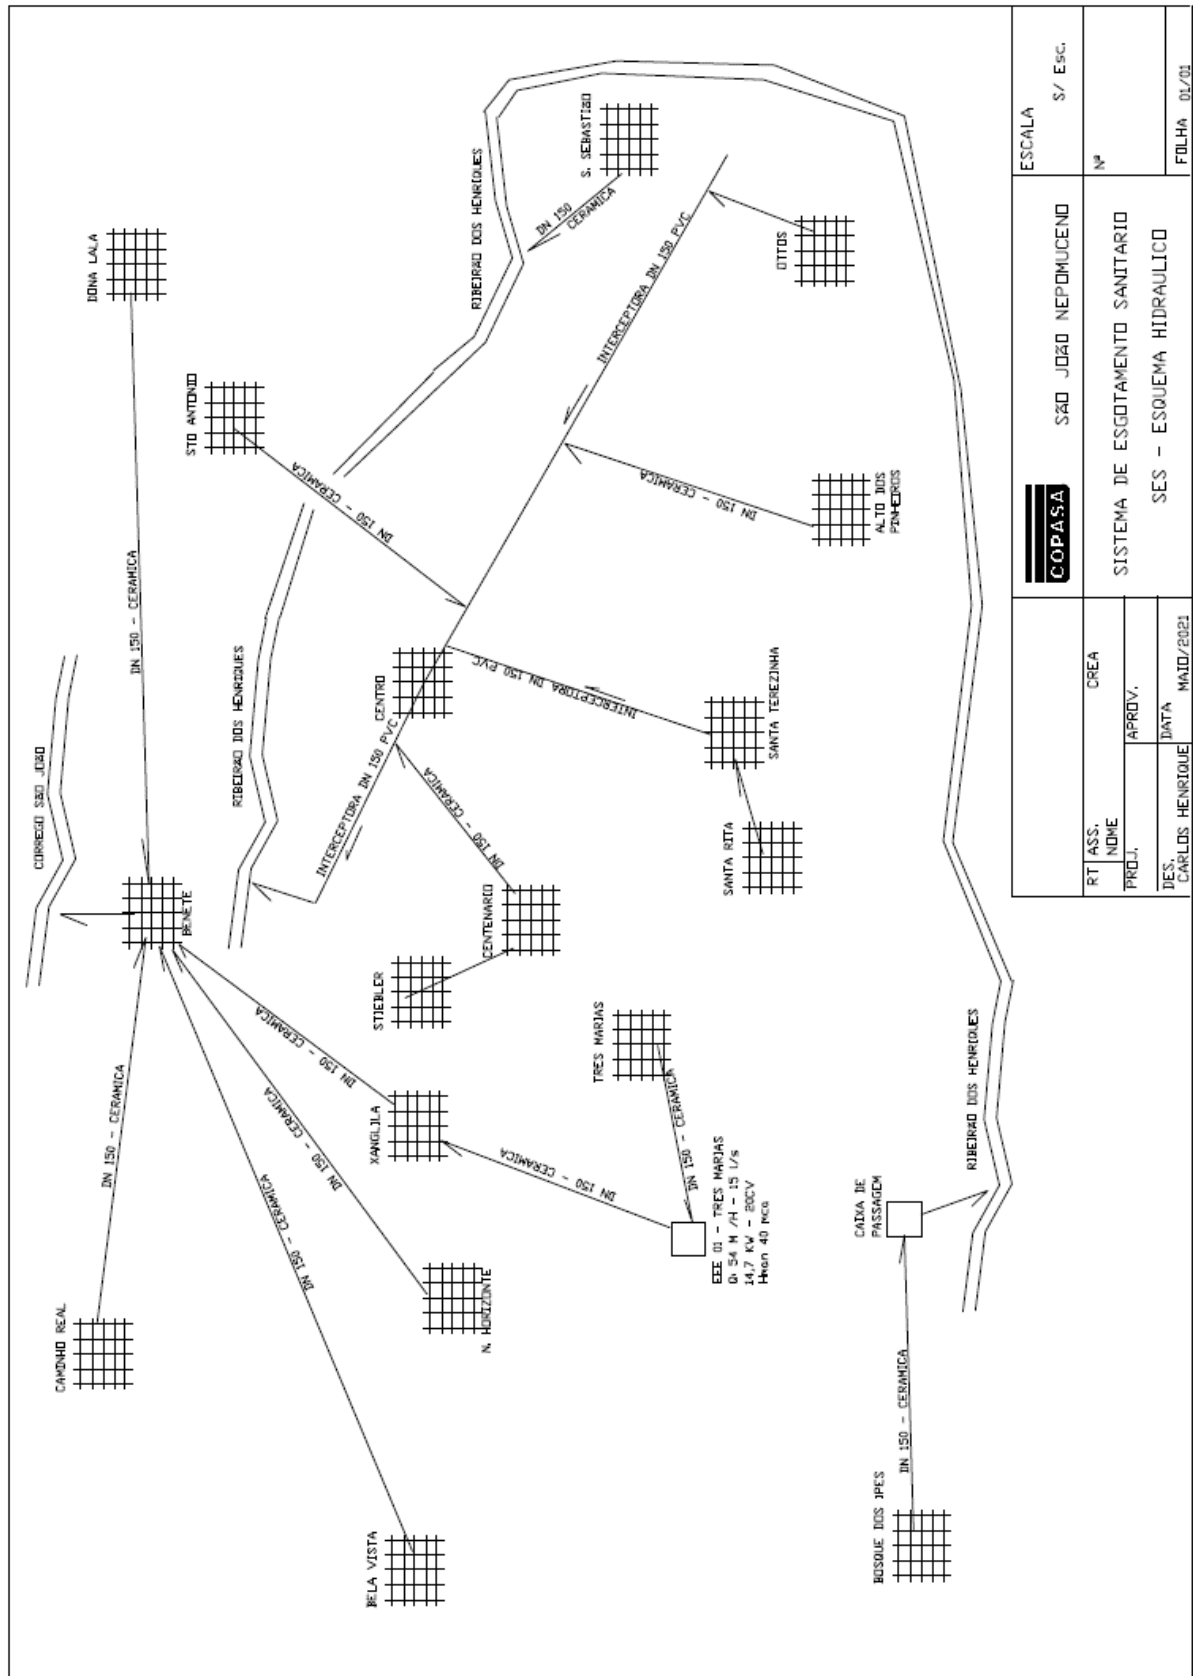 CORREGO SÃO JOÃO
DONA LALA
DN 150 - CERAMICA
STO ANTONIO
CERAMICA - DN 150
RIBEIRÃO DOS HENRIQUES
S. SEBASTIÃO
DN 150
CERAMICA
RIBEIRÃO DOS HENRIQUES
BENETE
CENTRO
INTERCEPTORA DN 150 PVC
INTERCEPTORA DN 150 PVC
OTTOS
CERAMICA - DN 150
ALTO DOS
PINHEIROS
INTERCEPTORA DN 150 PVC
SANTA TEREZINHA
SANTA RITA
DN 150 - CERAMICA
CENTENARIO
STIEBLER
CAMINHO REAL
DN 150 - CERAMICA
DN 150 - CERAMICA
XANGLILA
DN 150 - CERAMICA
N. HORIZONTE
DN 150 - CERAMICA
BELA VISTA
DN 150 - CERAMICA
TRES MARIAS
DN 150 - CERAMICA
EEE 01 - TRES MARIAS
Q: 54 M /H - 15 l/s
14,7 KW - 20CV
Hman 40 mca
CAIXA DE
PASSAGEM
RIBEIRÃO DOS HENRIQUES
DN 150 - CERAMICA
BOSQUE DOS IPES
COPASA
SÃO JOÃO NEPOMUCENO
ESCALA
S/ Esc.
RT
ASS.
NOME
CREA
PROJ.
APROV.
DES.
CARLOS HENRIQUE
DATA
MAIO/2021
SISTEMA DE ESGOTAMENTO SANITARIO
SES - ESQUEMA HIDRAULICO
Nº
FOLHA 01/01